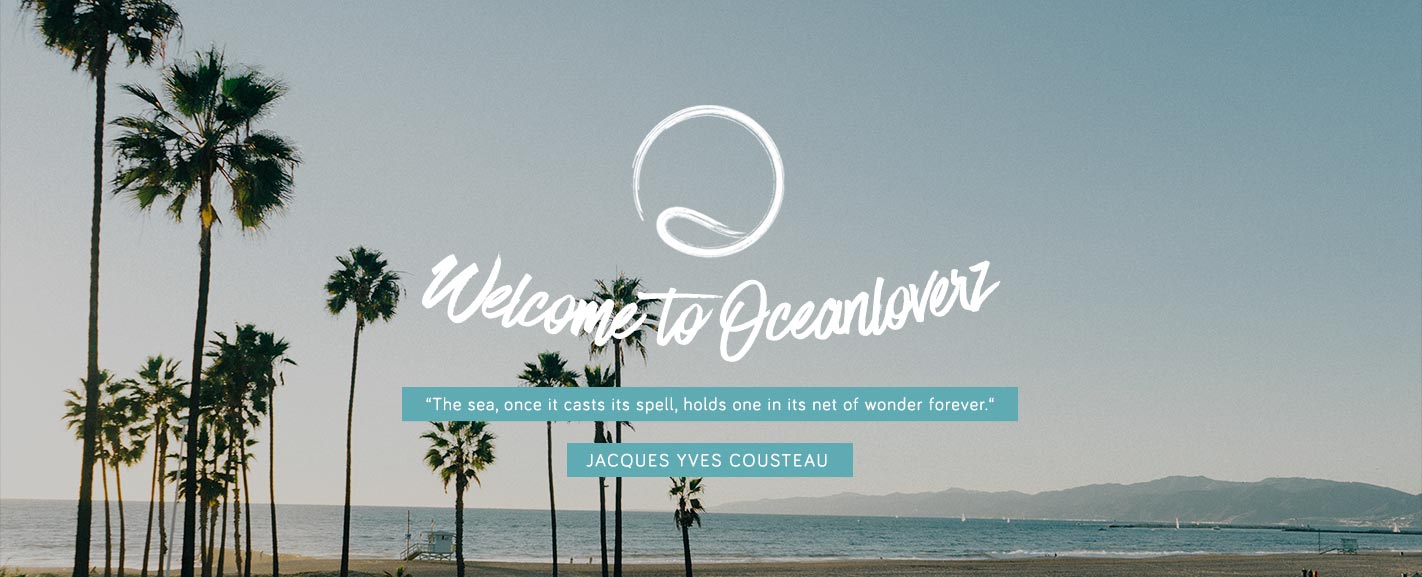 Welcome to Oceanloverz
“The sea, once it casts its spell, holds one in its net of wonder forever.“
JACQUES YVES COUSTEAU